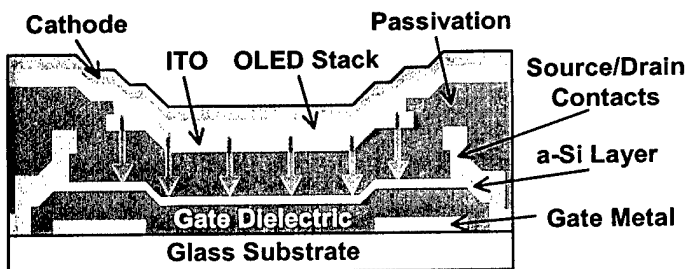 Cathode
Passivation
ITO
OLED Stack
Source/Drain
Contacts
a-Si Layer
Gate Dielectric
Gate Metal
Glass Substrate